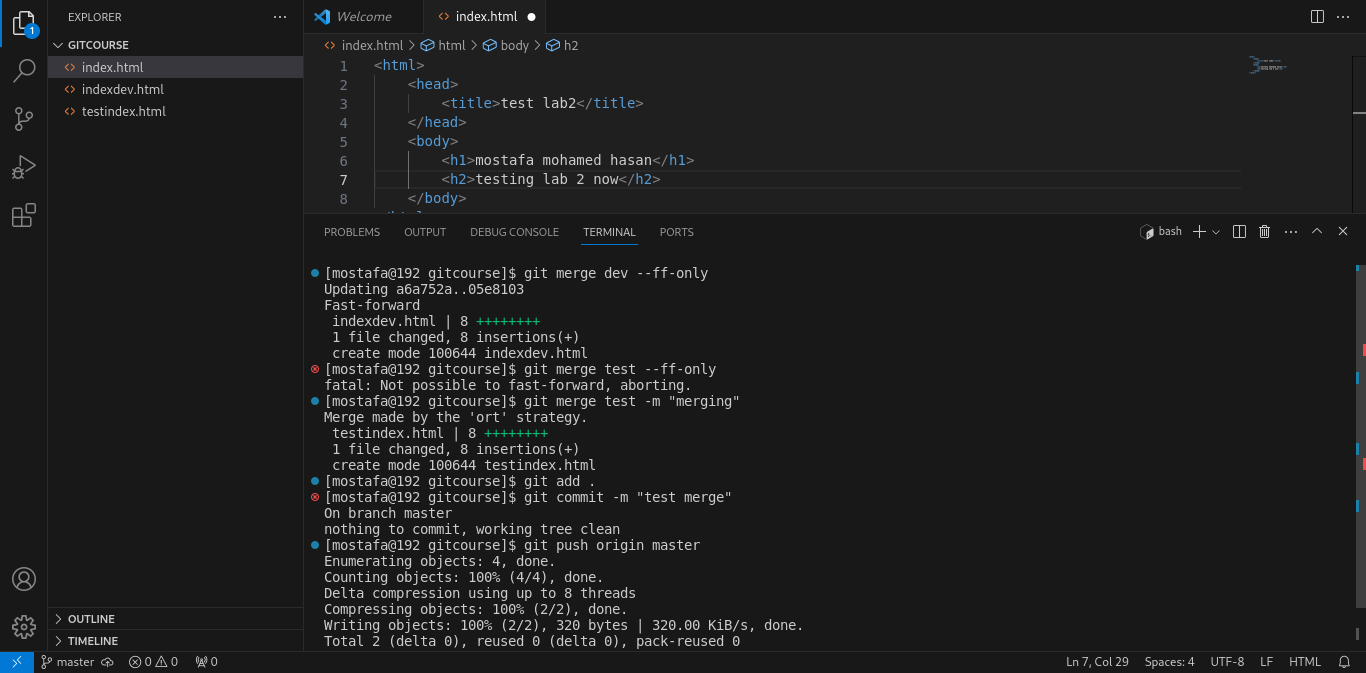 EXPLORER
GITCOURSE
index.html
indexdev.html
testindex.html
OUTLINE
TIMELINE
1
Welcome
index.html
index.html > html > body > h2
1 <html>
2 <head>
3 <title>test lab2</title>
4 </head>
5 <body>
6 <h1>mostafa mohamed hasan</h1>
7 <h2>testing lab 2 now</h2>
8 </body>
PROBLEMS OUTPUT DEBUG CONSOLE TERMINAL PORTS
bash
[mostafa@192 gitcourse]$ git merge dev --ff-only
Updating a6a752a..05e8103
Fast-forward
indexdev.html | 8 ++++++++
1 file changed, 8 insertions(+)
create mode 100644 indexdev.html
[mostafa@192 gitcourse]$ git merge test --ff-only
fatal: Not possible to fast-forward, aborting.
[mostafa@192 gitcourse]$ git merge test -m "merging"
Merge made by the 'ort' strategy.
testindex.html | 8 ++++++++
1 file changed, 8 insertions(+)
create mode 100644 testindex.html
[mostafa@192 gitcourse]$ git add .
[mostafa@192 gitcourse]$ git commit -m "test merge"
On branch master
nothing to commit, working tree clean
[mostafa@192 gitcourse]$ git push origin master
Enumerating objects: 4, done.
Counting objects: 100% (4/4), done.
Delta compression using up to 8 threads
Compressing objects: 100% (2/2), done.
Writing objects: 100% (2/2), 320 bytes | 320.00 KiB/s, done.
Total 2 (delta 0), reused 0 (delta 0), pack-reused 0
master 0 0 0
Ln 7, Col 29 Spaces: 4 UTF-8 LF HTML